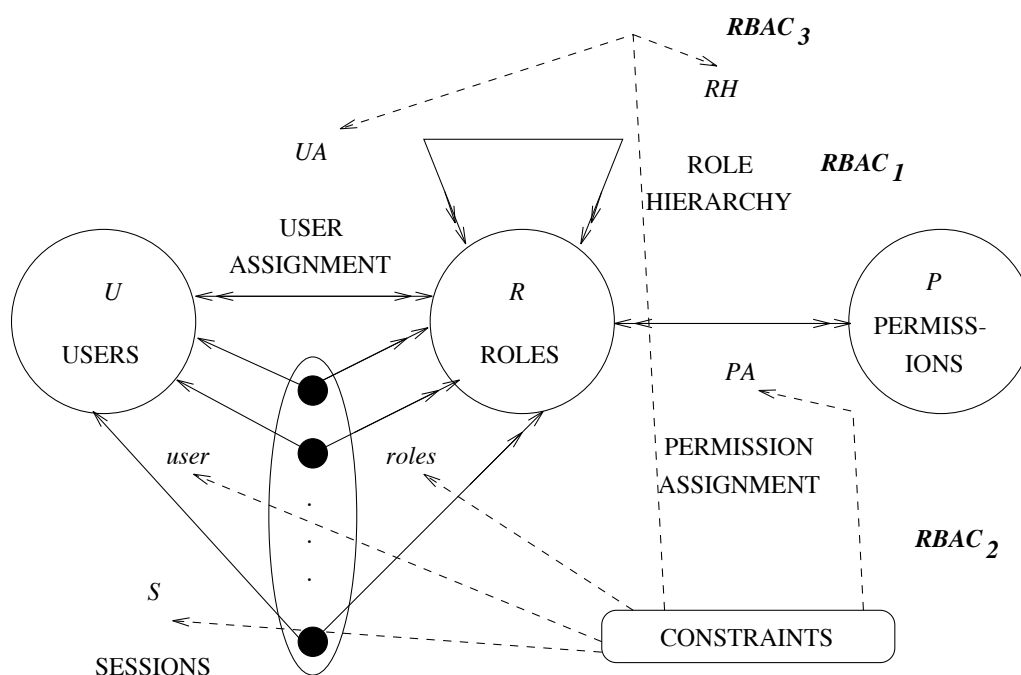 RBAC 3
RH
UA
ROLE
HIERARCHY
RBAC 1
USER
ASSIGNMENT
U
USERS
R
ROLES
P
PERMISS-
IONS
PA
user
roles
PERMISSION
ASSIGNMENT
RBAC 2
S
SESSIONS
CONSTRAINTS